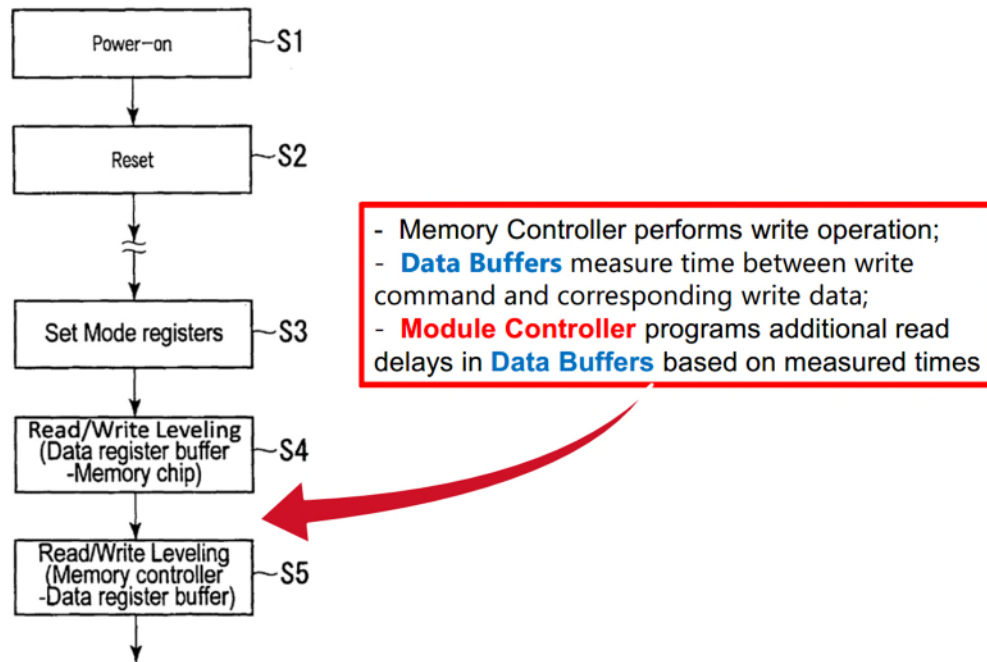 Power-on
S1
Reset
S2
Set Mode registers
S3
Read/Write Leveling
(Data register buffer
-Memory chip)
S4
Read/Write Leveling
(Memory controller
-Data register buffer)
S5
- Memory Controller performs write operation;
- Data Buffers measure time between write
command and corresponding write data;
- Module Controller programs additional read
delays in Data Buffers based on measured times